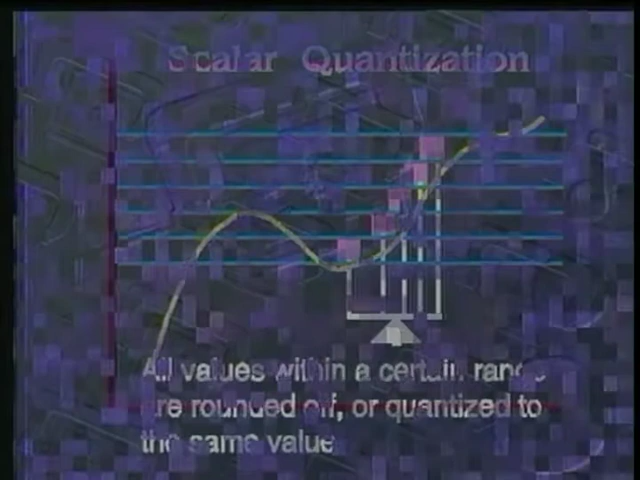 Scalar Quantization
All values within a certain range
are rounded off, or quantized to
the same value